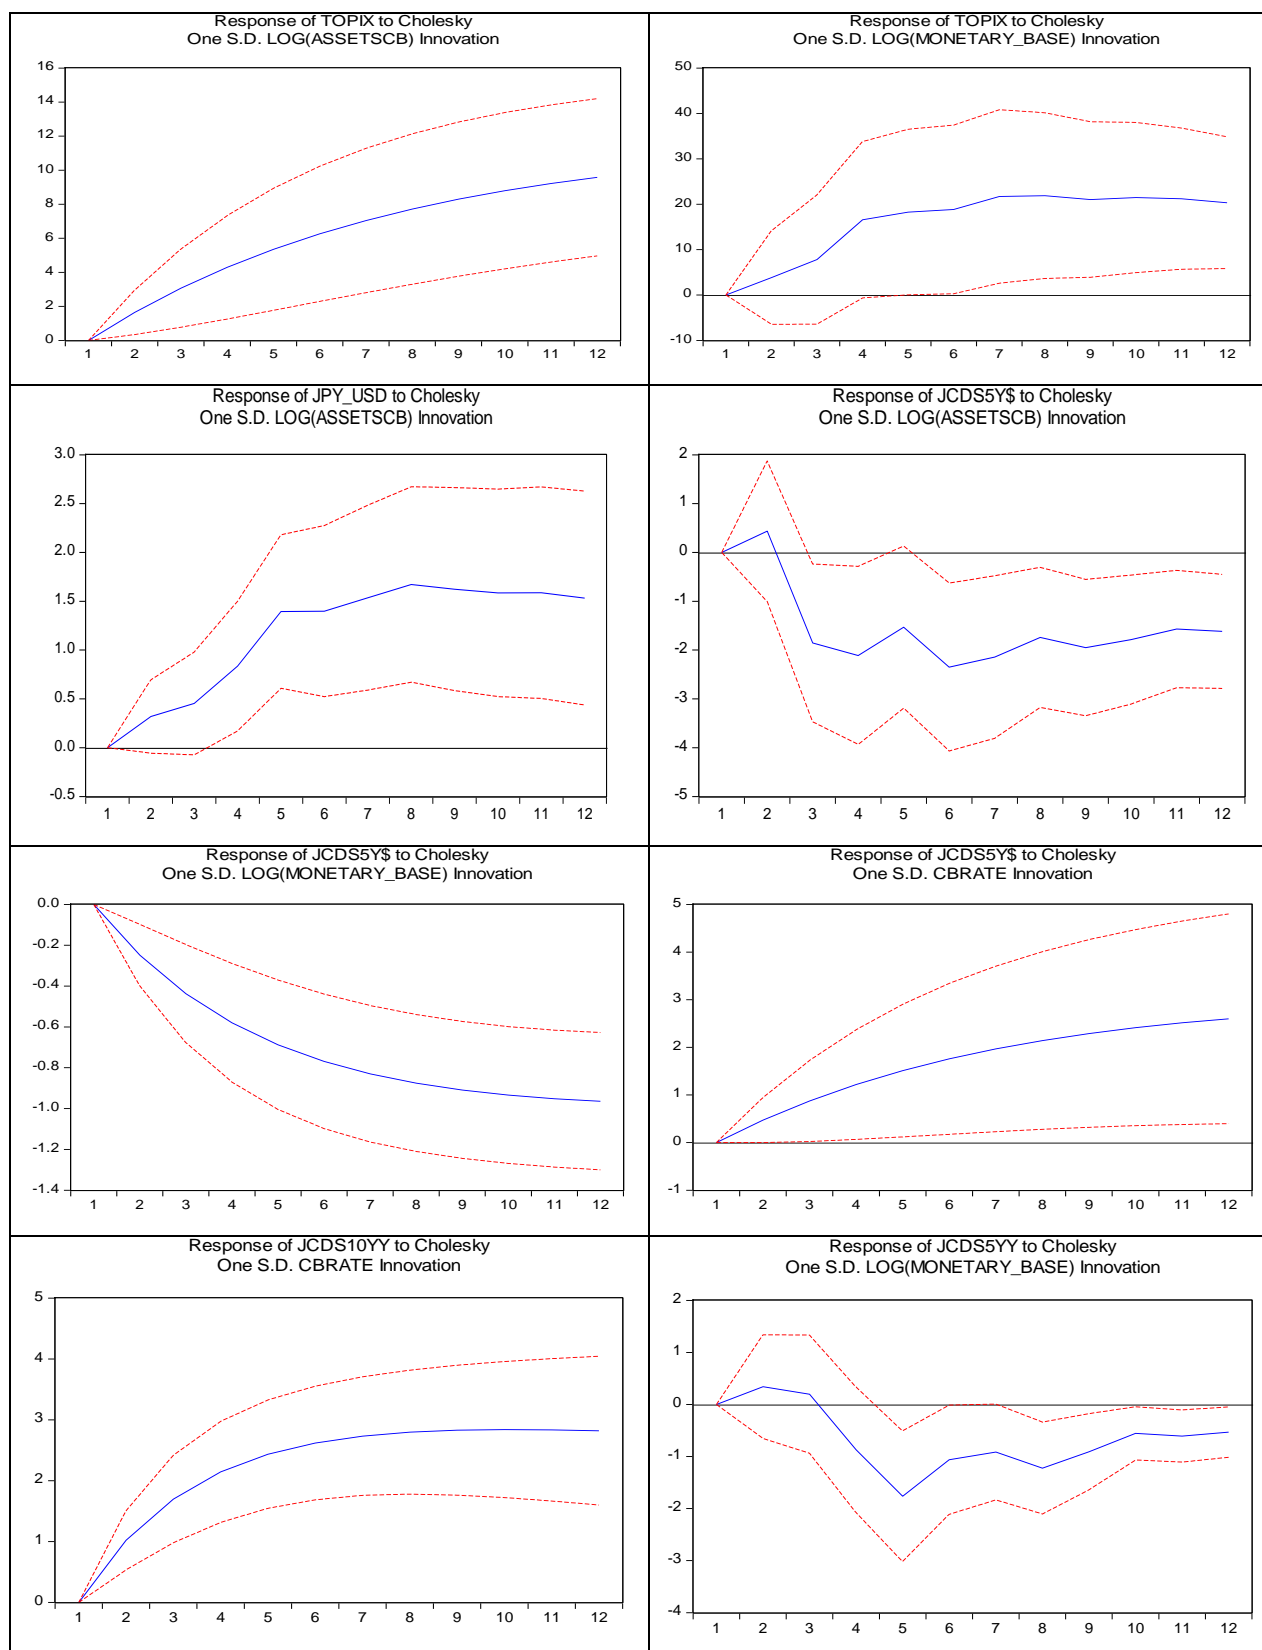 Response of TOPIX to Cholesky
One S.D. LOG(ASSETSCB) Innovation
16
14
12
10
8
6
4
2
0
1 2 3 4 5 6 7 8 9 10 11 12
Response of TOPIX to Cholesky
One S.D. LOG(MONETARY_BASE) Innovation
50
40
30
20
10
0
-10
1 2 3 4 5 6 7 8 9 10 11 12
Response of JPY_USD to Cholesky
One S.D. LOG(ASSETSCB) Innovation
3.0
2.5
2.0
1.5
1.0
0.5
0.0
-0.5
1 2 3 4 5 6 7 8 9 10 11 12
Response of JCDS5Y$ to Cholesky
One S.D. LOG(ASSETSCB) Innovation
2
1
0
-1
-2
-3
-4
-5
1 2 3 4 5 6 7 8 9 10 11 12
Response of JCDS5Y$ to Cholesky
One S.D. LOG(MONETARY_BASE) Innovation
0.0
-0.2
-0.4
-0.6
-0.8
-1.0
-1.2
-1.4
1 2 3 4 5 6 7 8 9 10 11 12
Response of JCDS5Y$ to Cholesky
One S.D. CBRATE Innovation
5
4
3
2
1
0
-1
1 2 3 4 5 6 7 8 9 10 11 12
Response of JCDS10YY to Cholesky
One S.D. CBRATE Innovation
5
4
3
2
1
0
1 2 3 4 5 6 7 8 9 10 11 12
Response of JCDS5YY to Cholesky
One S.D. LOG(MONETARY_BASE) Innovation
2
1
0
-1
-2
-3
-4
1 2 3 4 5 6 7 8 9 10 11 12